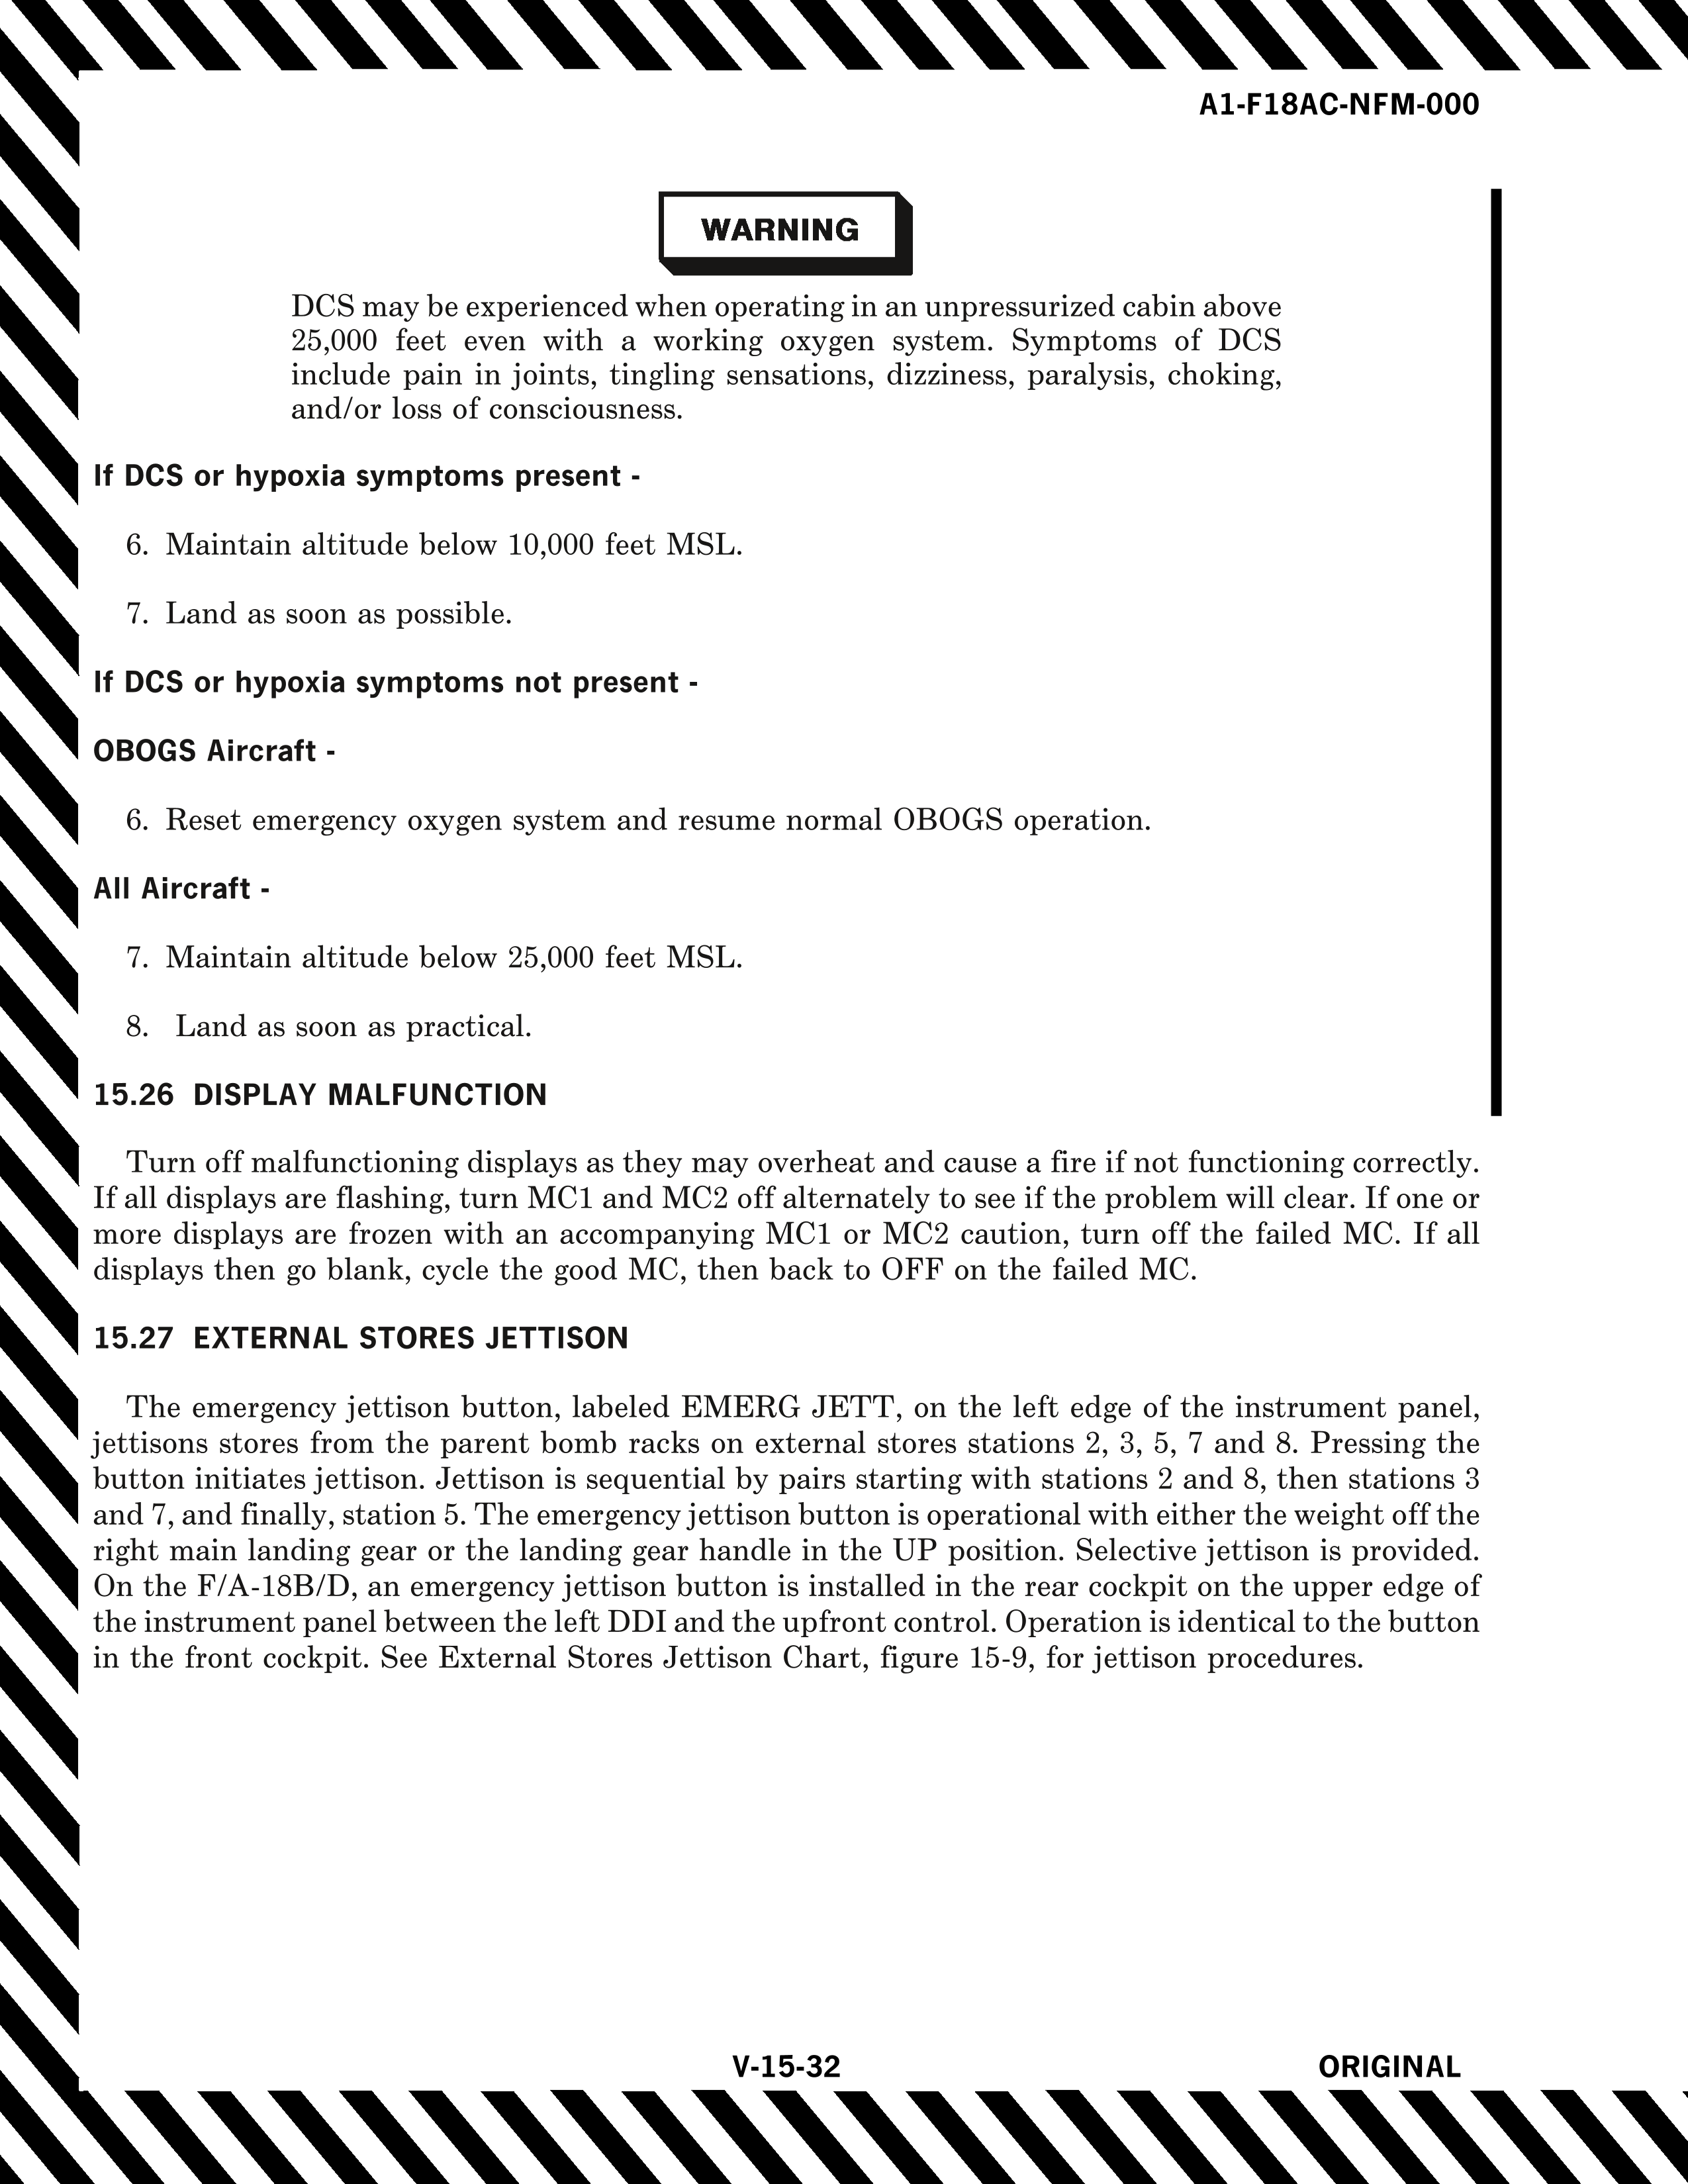 A1-F18AC-NFM-000
WARNING
DCS may be experienced when operating in an unpressurized cabin above
25,000 feet even with a working oxygen system. Symptoms of DCS
include pain in joints, tingling sensations, dizziness, paralysis, choking,
and/or loss of consciousness.
If DCS or hypoxia symptoms present -
6. Maintain altitude below 10,000 feet MSL.
7. Land as soon as possible.
If DCS or hypoxia symptoms not present -
OBOGS Aircraft -
6. Reset emergency oxygen system and resume normal OBOGS operation.
All Aircraft -
7. Maintain altitude below 25,000 feet MSL.
8. Land as soon as practical.
15.26 DISPLAY MALFUNCTION
Turn off malfunctioning displays as they may overheat and cause a fire if not functioning correctly.
If all displays are flashing, turn MC1 and MC2 off alternately to see if the problem will clear. If one or
more displays are frozen with an accompanying MC1 or MC2 caution, turn off the failed MC. If all
displays then go blank, cycle the good MC, then back to OFF on the failed MC.
15.27 EXTERNAL STORES JETTISON
The emergency jettison button, labeled EMERG JETT, on the left edge of the instrument panel,
jettisons stores from the parent bomb racks on external stores stations 2, 3, 5, 7 and 8. Pressing the
button initiates jettison. Jettison is sequential by pairs starting with stations 2 and 8, then stations 3
and 7, and finally, station 5. The emergency jettison button is operational with either the weight off the
right main landing gear or the landing gear handle in the UP position. Selective jettison is provided.
On the F/A-18B/D, an emergency jettison button is installed in the rear cockpit on the upper edge of
the instrument panel between the left DDI and the upfront control. Operation is identical to the button
in the front cockpit. See External Stores Jettison Chart, figure 15-9, for jettison procedures.
V-15-32
ORIGINAL